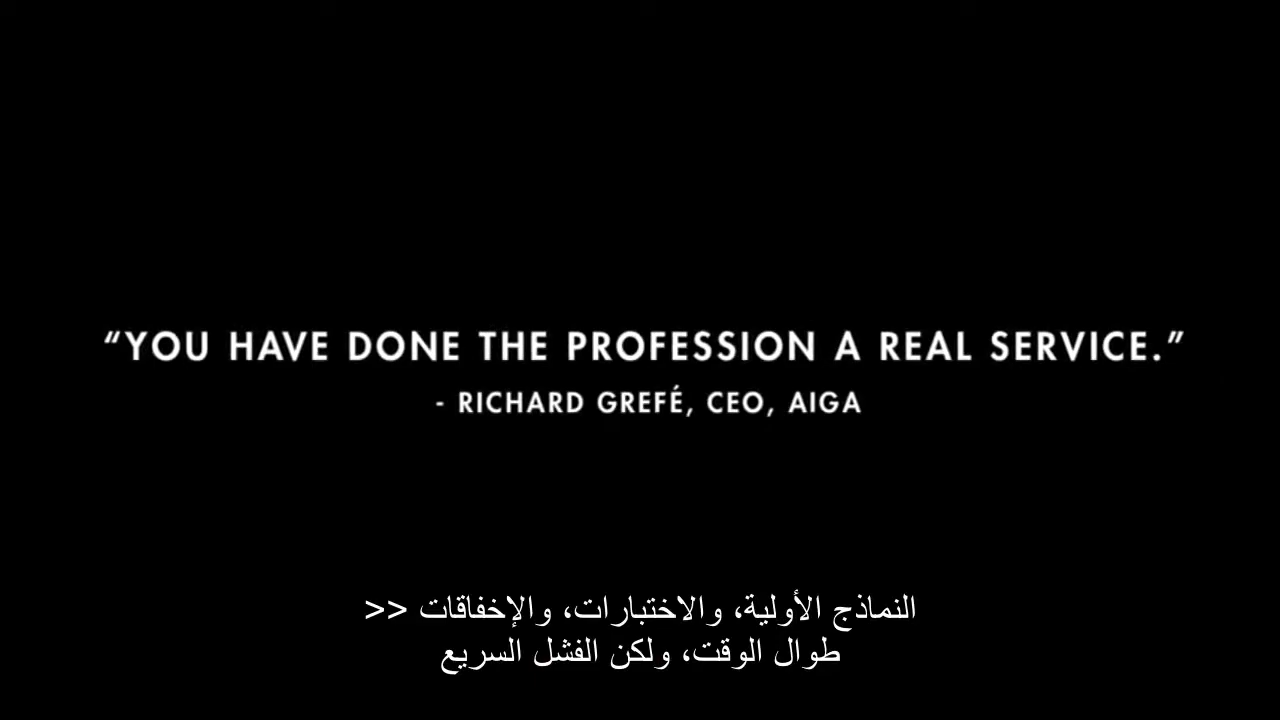 “YOU HAVE DONE THE PROFESSION A REAL SERVICE.”
- RICHARD GREFÉ, CEO, AIGA
النماذج الأولية، والاختبارات، والإخفاقات >>
طوال الوقت، ولكن الفشل السريع